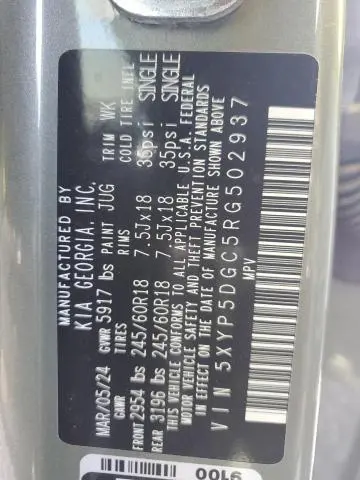 MANUFACTURED BY
KIA GEORGIA, INC.
MAR/05/24 GVWR 5917 lbs PAINT JUG TRIM WK
GAWR TIRES RIMS COLD TIRE INFL
FRONT 2954 lbs 245/60R18 7.5Jx18 35psi SINGLE
REAR 3196 lbs 245/60R18 7.5Jx18 35psi SINGLE
THIS VEHICLE CONFORMS TO ALL APPLICABLE U.S.A. FEDERAL
MOTOR VEHICLE SAFETY AND THEFT PREVENTION STANDARDS
IN EFFECT ON THE DATE OF MANUFACTURE SHOWN ABOVE
VIN 5XYP5DGC5RG502937
MPV
9100